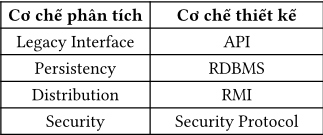 Cơ chế phân tích Cơ chế thiết kế
Legacy Interface API
Persistency RDBMS
Distribution RMI
Security Security Protocol